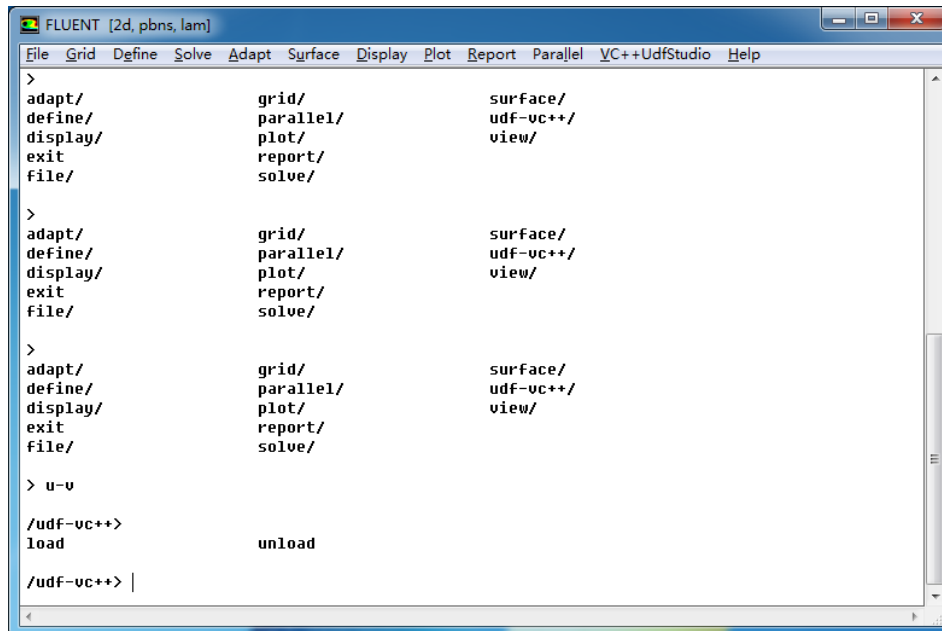 FLUENT [2d, pbns, lam]
File Grid Define Solve Adapt Surface Display Plot Report Parallel VC++UdfStudio Help
>
adapt/ grid/ surface/
define/ parallel/ udf-vc++/
display/ plot/ view/
exit report/
file/ solve/
>
adapt/ grid/ surface/
define/ parallel/ udf-vc++/
display/ plot/ view/
exit report/
file/ solve/
>
adapt/ grid/ surface/
define/ parallel/ udf-vc++/
display/ plot/ view/
exit report/
file/ solve/
> u-v
/udf-vc++>
load unload
/udf-vc++>